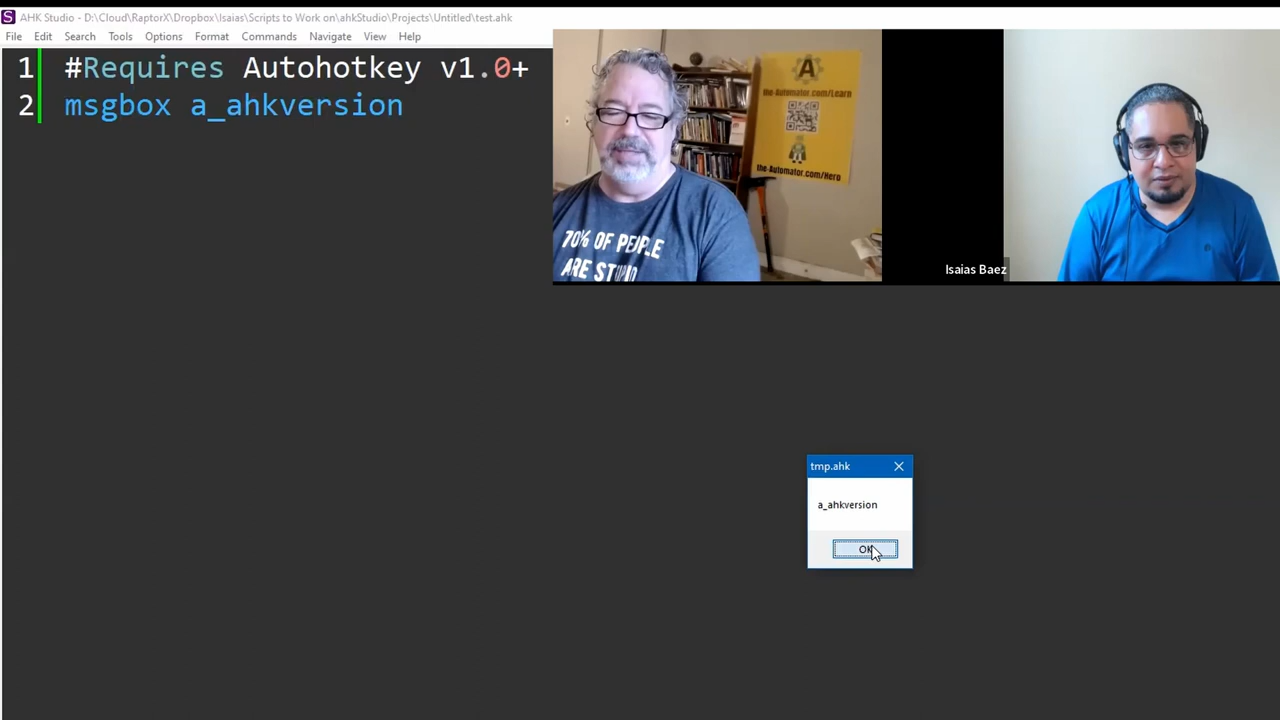 AHK Studio - D:\Cloud\RaptorX\Dropbox\Isaias\Scripts to Work on\ahkStudio\Projects\Untitled\test.ahk
File Edit Search Tools Options Format Commands Navigate View Help
1 #Requires Autohotkey v1.0+
2 msgbox a_ahkversion
A
the-Automator.com/Learn
the-Automator.com/Hero
70% OF PEOPLE
ARE STUPID
Isaias Baez
tmp.ahk
a_ahkversion
OK